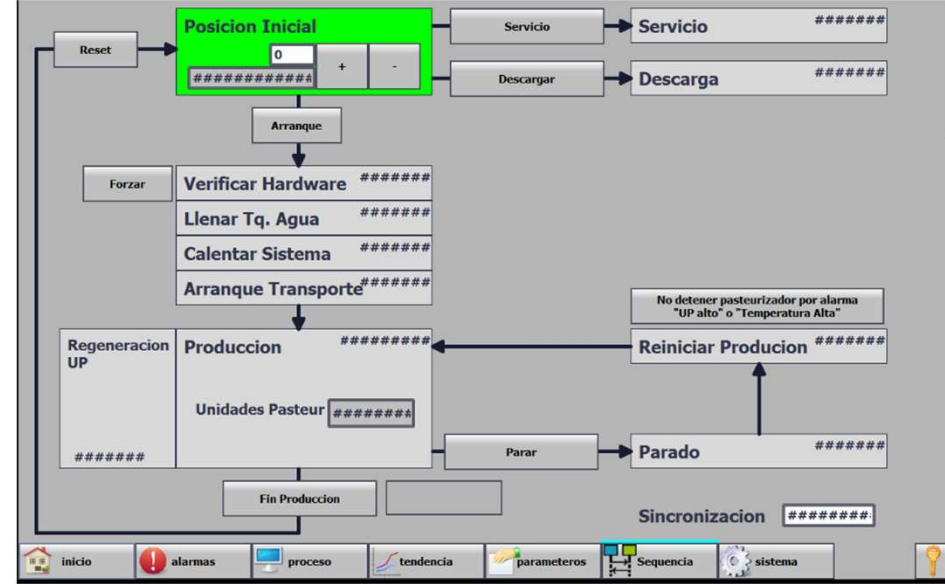 Posicion Inicial
Servicio
Servicio #######
Reset
0
+
-
############
Descargar
Descarga #######
Arranque
Forzar
Verificar Hardware #######
Llenar Tq. Agua #######
Calentar Sistema #######
Arranque Transporte #######
No detener pasteurizador por alarma
"UP alto" o "Temperatura Alta"
Regeneracion
UP
Produccion #########
Reiniciar Producion #######
Unidades Pasteur ########
#######
Parar
Parado #######
Fin Produccion
Sincronizacion ########
inicio
alarmas
proceso
tendencia
parameteros
Sequencia
sistema